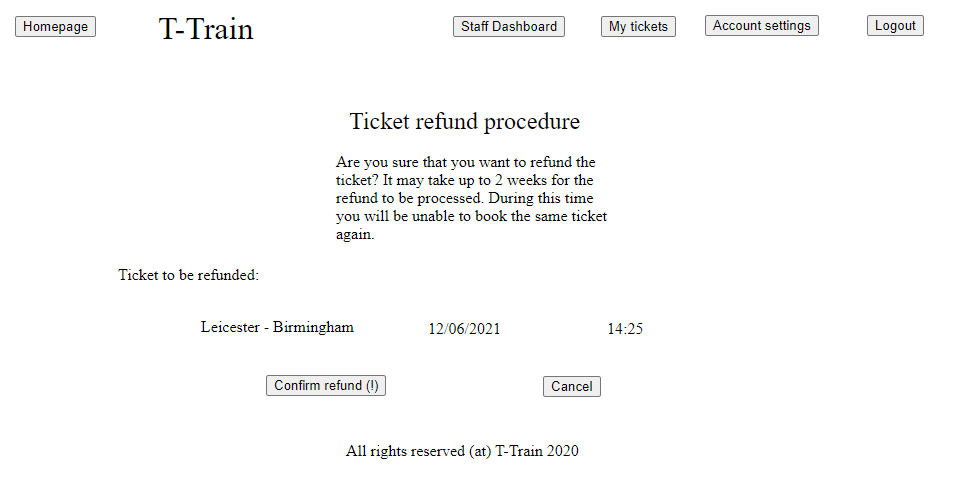 Homepage T-Train Staff Dashboard My tickets Account settings Logout
Ticket refund procedure
Are you sure that you want to refund the
ticket? It may take up to 2 weeks for the
refund to be processed. During this time
you will be unable to book the same ticket
again.
Ticket to be refunded:
Leicester - Birmingham 12/06/2021 14:25
Confirm refund (!) Cancel
All rights reserved (at) T-Train 2020